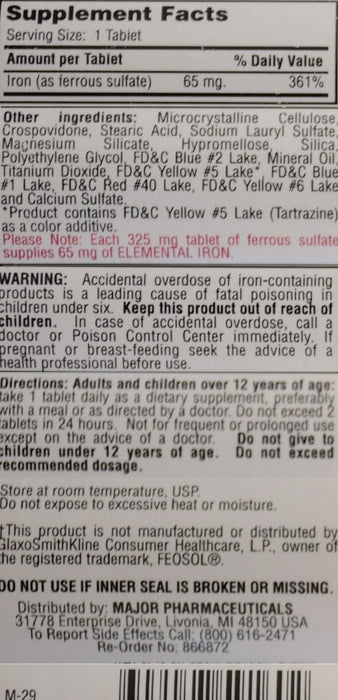 Supplement Facts
Serving Size: 1 Tablet
Amount per Tablet % Daily Value
Iron (as ferrous sulfate) 65 mg. 361%
Other ingredients: Microcrystalline Cellulose,
Crospovidone, Stearic Acid, Sodium Lauryl Sulfate,
Magnesium Silicate, Hypromellose, Silica,
Polyethylene Glycol, FD&C Blue #2 Lake, Mineral Oil,
Titanium Dioxide, FD&C Yellow #5 Lake*, FD&C Blue
#1 Lake, FD&C Red #40 Lake, FD&C Yellow #6 Lake
and Calcium Sulfate.
*Product contains FD&C Yellow #5 (Tartrazine)
as a color additive.
Please Note: Each 325 mg tablet of ferrous sulfate
supplies 65 mg of ELEMENTAL IRON.
WARNING: Accidental overdose of iron-containing
products is a leading cause of fatal poisoning in
children under six. Keep this product out of reach of
children. In case of accidental overdose, call a
doctor or Poison Control Center immediately. If
pregnant or breast-feeding seek the advice of a
health professional before use.
Directions: Adults and children over 12 years of age:
take 1 tablet daily as a dietary supplement, preferably
with a meal or as directed by a doctor. Do not exceed 2
tablets in 24 hours. Not for frequent or prolonged use
except on the advice of a doctor. Do not give to
children under 12 years of age. Do not exceed
recommended dosage.
Store at room temperature, USP.
Do not expose to excessive heat or moisture.
†This product is not manufactured or distributed by
GlaxoSmithKline Consumer Healthcare, L.P., owner of
the registered trademark, FEOSOL®.
DO NOT USE IF INNER SEAL IS BROKEN OR MISSING.
Distributed by: MAJOR PHARMACEUTICALS
31778 Enterprise Drive, Livonia, MI 48150 USA
To Report Side Effects Call: (800) 616-2471
Re-Order No: 866872
M-29